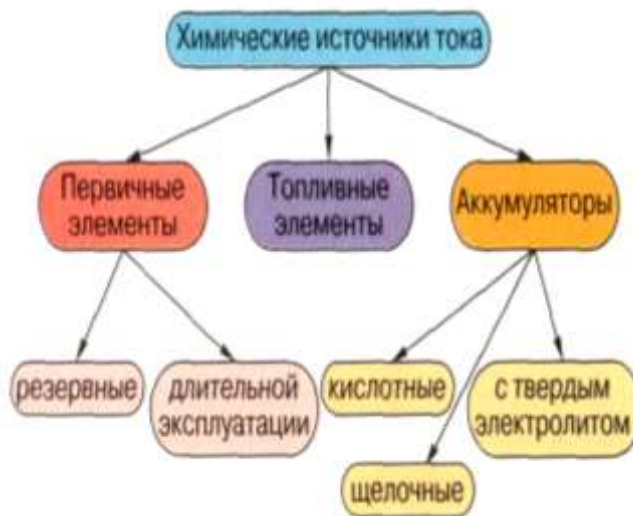 Химические источники тока
Первичные
элементы
Топливные
элементы
Аккумуляторы
резервные
длительной
эксплуатации
кислотные
с твердым
электролитом
щелочные